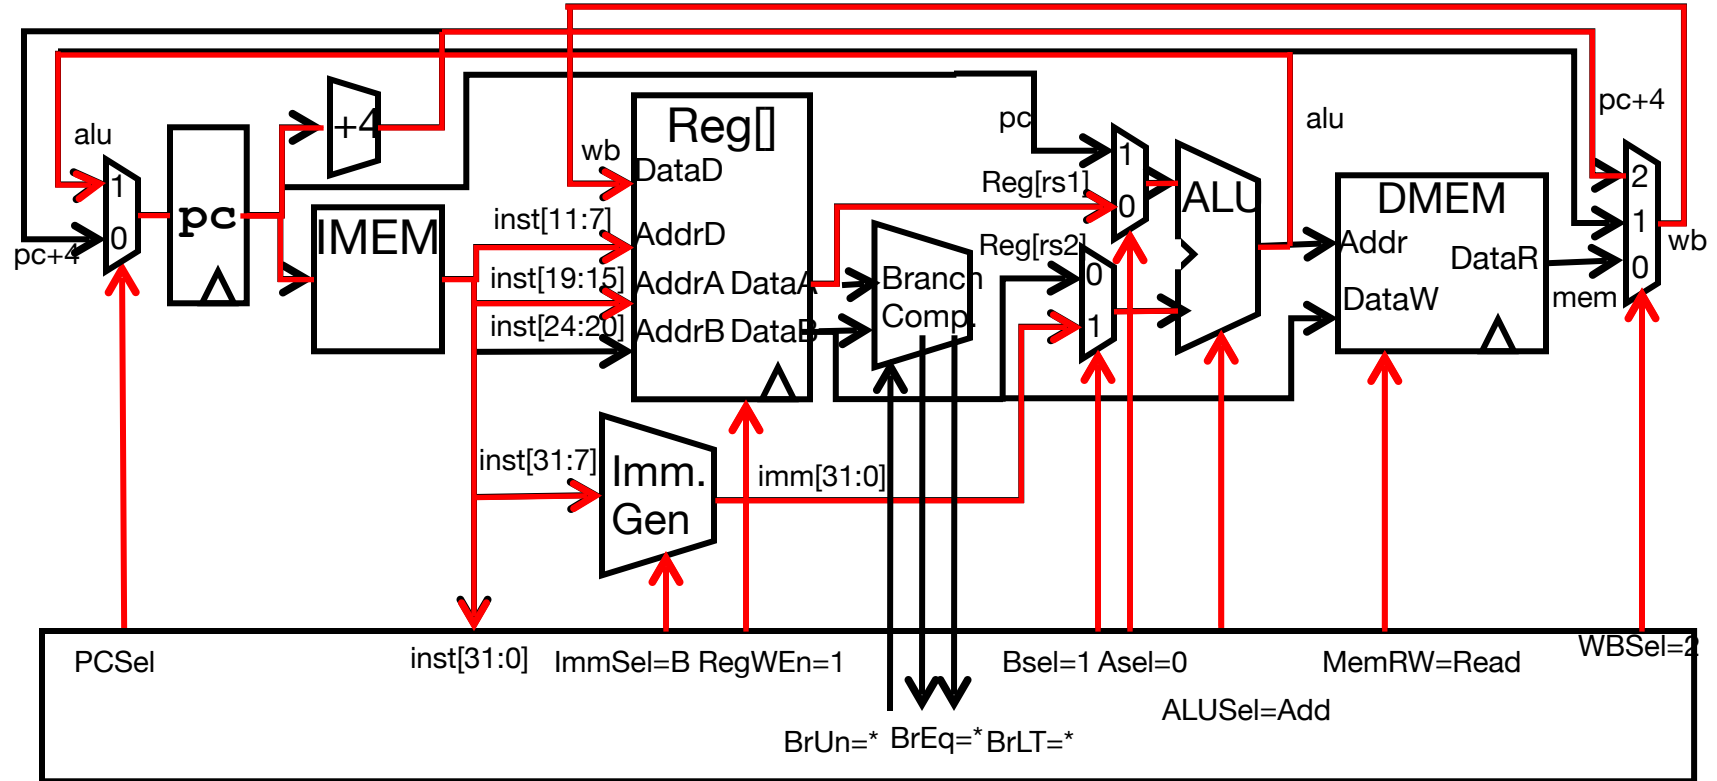 alu
1
0
pc+4
pc
+4
IMEM
inst[11:7]
inst[19:15]
inst[24:20]
wb
Reg[]
DataD
AddrD
AddrA DataA
AddrB DataB
inst[31:7]
Imm.
Gen
imm[31:0]
Branch
Comp.
pc
Reg[rs1]
Reg[rs2]
1
0
0
1
ALU
alu
DMEM
Addr
DataR
DataW
mem
pc+4
2
1
0
wb
PCSel
inst[31:0]
ImmSel=B RegWEn=1
Bsel=1 Asel=0
MemRW=Read
WBSel=2
ALUSel=Add
BrUn=* BrEq=* BrLT=*